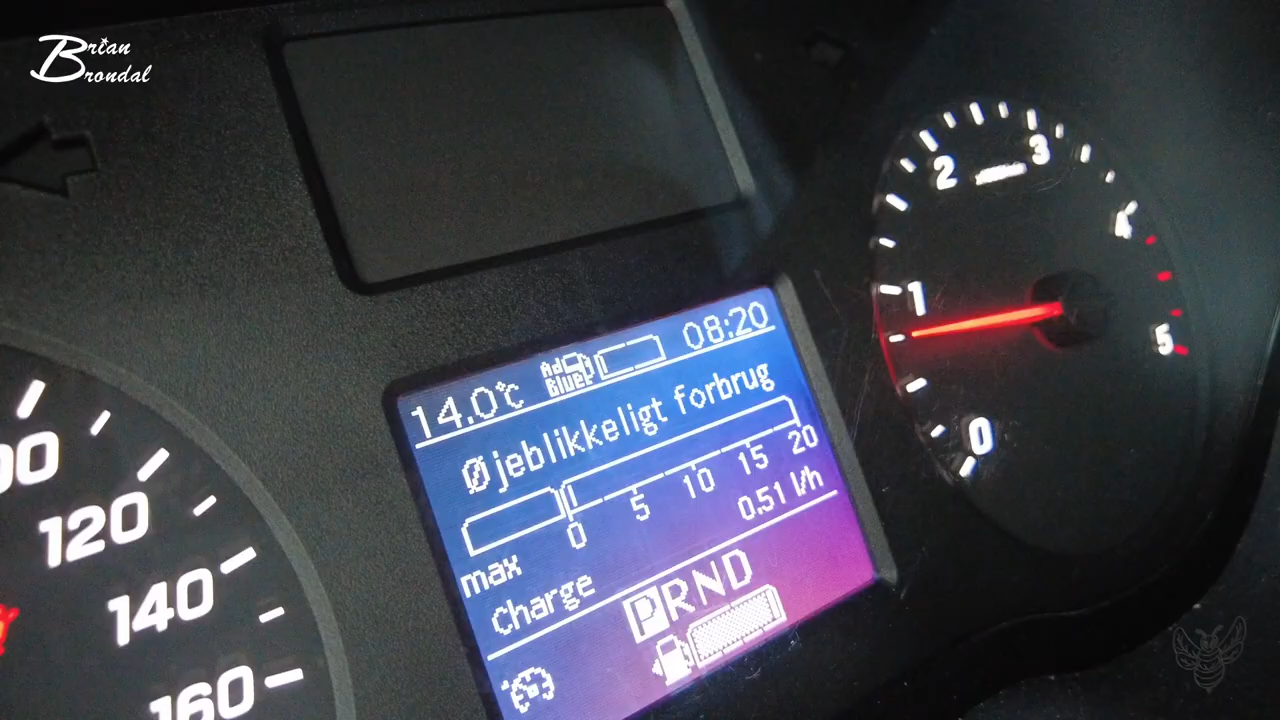 Brian
Brondal
14.0°C
AdBlue
08:20
Øjeblikkeligt forbrug
0 5 10 15 20
max
charge
0.51 l/h
PRND
120
140
160
0
1
2
3
4
5